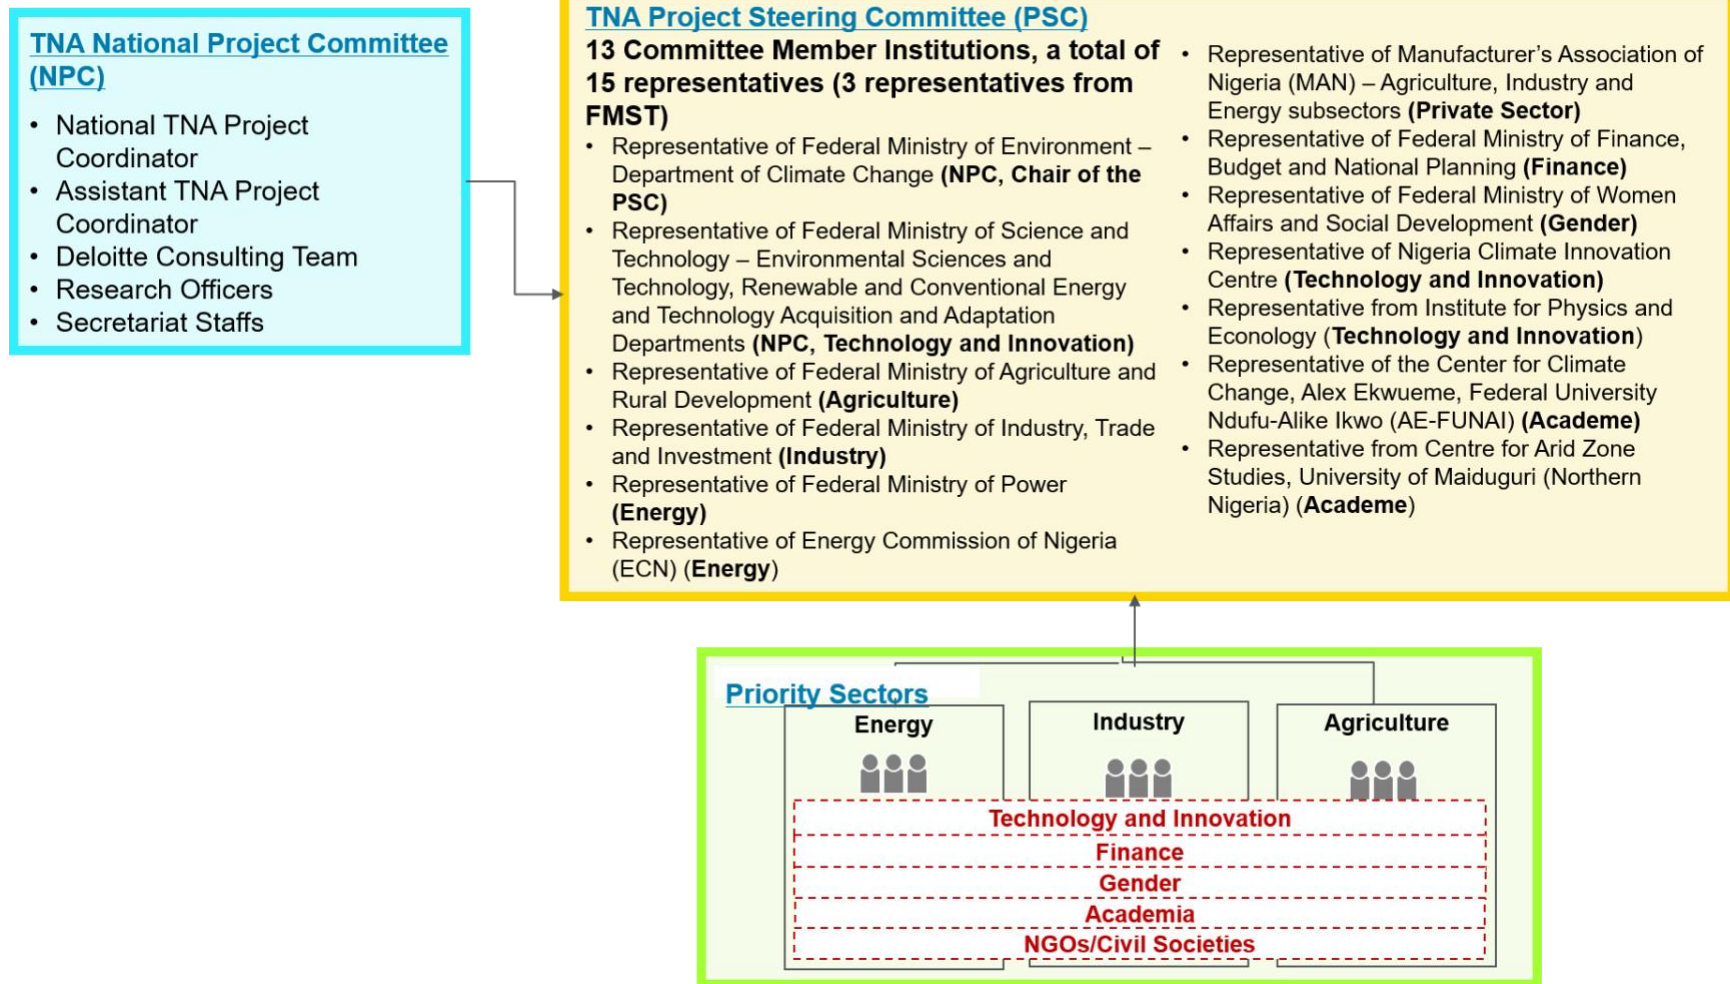 TNA National Project Committee
(NPC)
• National TNA Project
Coordinator
• Assistant TNA Project
Coordinator
• Deloitte Consulting Team
• Research Officers
• Secretariat Staffs
TNA Project Steering Committee (PSC)
13 Committee Member Institutions, a total of
15 representatives (3 representatives from
FMST)
• Representative of Federal Ministry of Environment –
Department of Climate Change (NPC, Chair of the
PSC)
• Representative of Federal Ministry of Science and
Technology – Environmental Sciences and
Technology, Renewable and Conventional Energy
and Technology Acquisition and Adaptation
Departments (NPC, Technology and Innovation)
• Representative of Federal Ministry of Agriculture and
Rural Development (Agriculture)
• Representative of Federal Ministry of Industry, Trade
and Investment (Industry)
• Representative of Federal Ministry of Power
(Energy)
• Representative of Energy Commission of Nigeria
(ECN) (Energy)
• Representative of Manufacturer’s Association of
Nigeria (MAN) – Agriculture, Industry and
Energy subsectors (Private Sector)
• Representative of Federal Ministry of Finance,
Budget and National Planning (Finance)
• Representative of Federal Ministry of Women
Affairs and Social Development (Gender)
• Representative of Nigeria Climate Innovation
Centre (Technology and Innovation)
• Representative from Institute for Physics and
Econology (Technology and Innovation)
• Representative of the Center for Climate
Change, Alex Ekwueme, Federal University
Ndufu-Alike Ikwo (AE-FUNAI) (Academe)
• Representative from Centre for Arid Zone
Studies, University of Maiduguri (Northern
Nigeria) (Academe)
Priority Sectors
Energy
Industry
Agriculture
Technology and Innovation
Finance
Gender
Academia
NGOs/Civil Societies